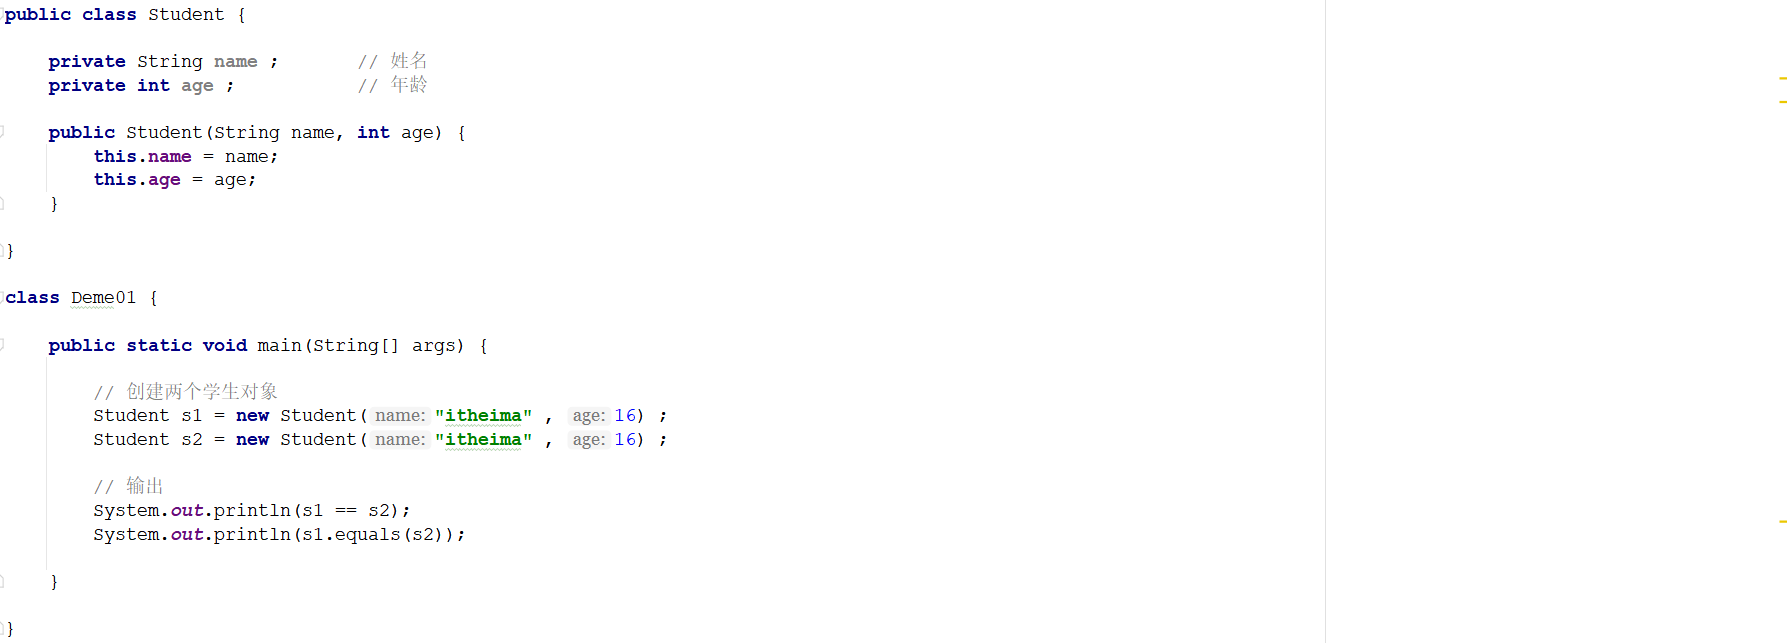 public class Student {
private String name ; // 姓名
private int age ; // 年龄
public Student(String name, int age) {
this.name = name;
this.age = age;
}
}
class Deme01 {
public static void main(String[] args) {
// 创建两个学生对象
Student s1 = new Student( name: "itheima" , age: 16) ;
Student s2 = new Student( name: "itheima" , age: 16) ;
// 输出
System.out.println(s1 == s2);
System.out.println(s1.equals(s2));
}
}